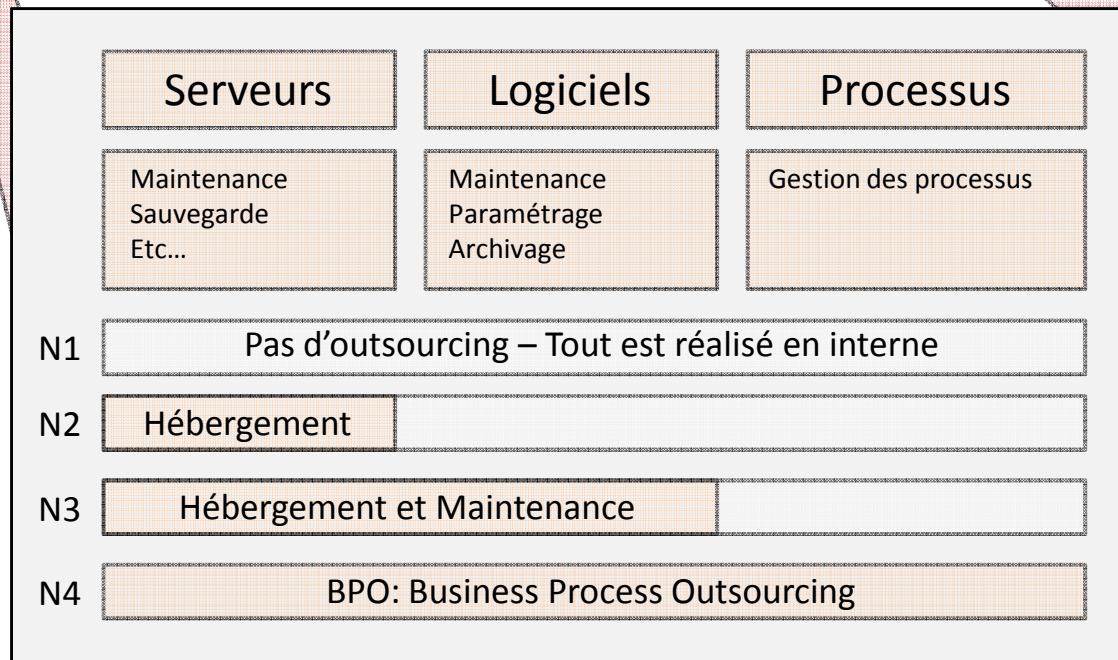 Serveurs
Logiciels
Processus
Maintenance
Sauvegarde
Etc…
Maintenance
Paramétrage
Archivage
Gestion des processus
N1
Pas d’outsourcing – Tout est réalisé en interne
N2
Hébergement
N3
Hébergement et Maintenance
N4
BPO: Business Process Outsourcing